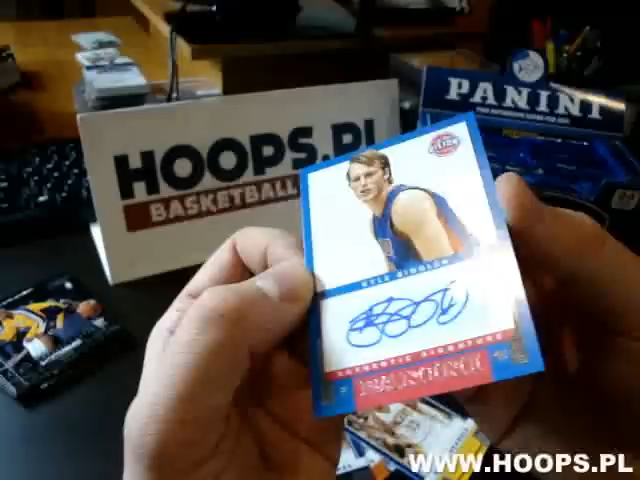 HOOPS.PL
BASKETBALL
PANINI
KYLE SINGLER
AUTHENTIC SIGNATURE
WWW.HOOPS.PL